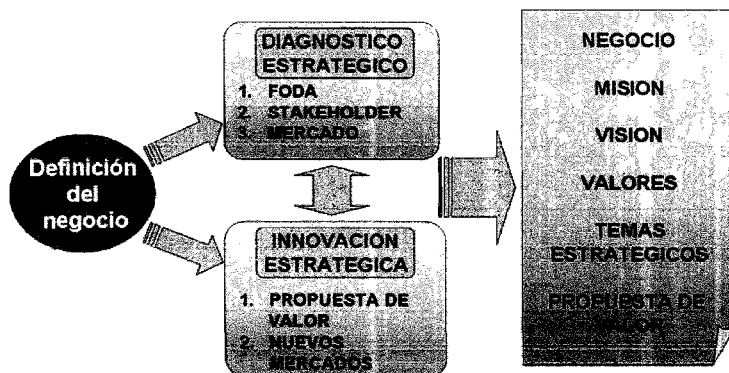 Definición
del
negocio
DIAGNOSTICO
ESTRATEGICO
1. FODA
2. STAKEHOLDER
3. MERCADO
INNOVACION
ESTRATEGICA
1. PROPUESTA DE
VALOR
2. NUEVOS
MERCADOS
NEGOCIO
MISION
VISION
VALORES
TEMAS
ESTRATEGICOS
PROPUESTA DE
VALOR